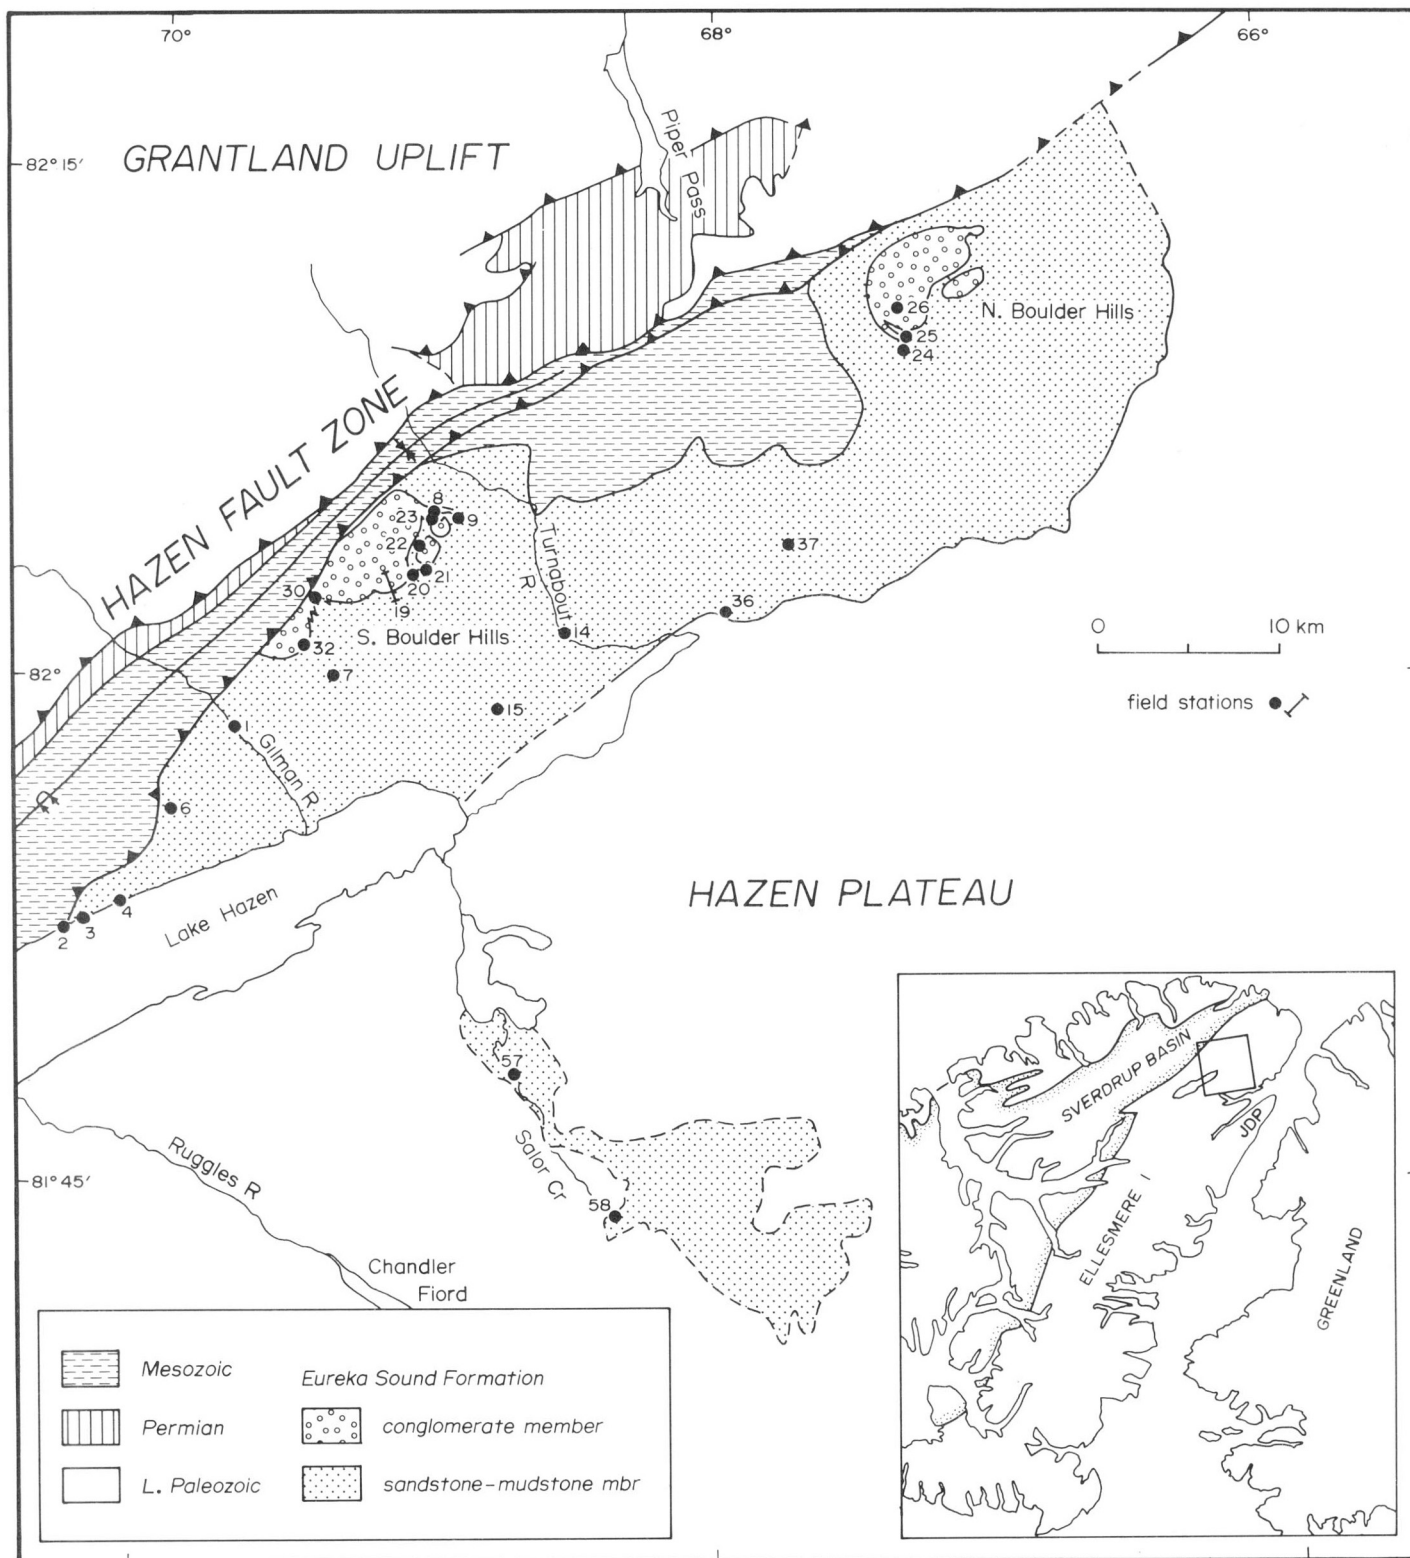 70°
68°
66°
82°15'
GRANTLAND UPLIFT
Piper Pass
26
N. Boulder Hills
25
24
HAZEN FAULT ZONE
8
23
9
22
37
Turnabout R
21
20
30
19
36
0 10 km
14
S. Boulder Hills
32
82°
7
field stations
15
1
Gilman R
6
HAZEN PLATEAU
4
Lake Hazen
3
2
57
SVERDRUP BASIN
JDP
Salor Cr
Ruggles R
81°45'
58
ELLESMERE I
GREENLAND
Chandler
Fiord
Mesozoic
Eureka Sound Formation
Permian
conglomerate member
L. Paleozoic
sandstone-mudstone mbr